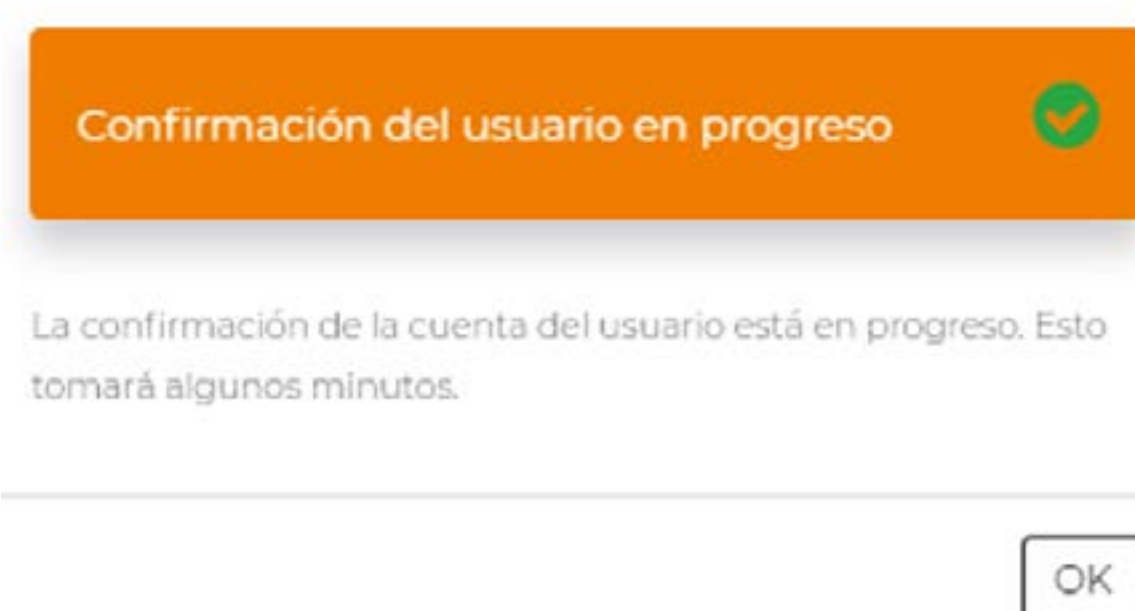 Confirmación del usuario en progreso
La confirmación de la cuenta del usuario está en progreso. Esto
tomará algunos minutos.
OK